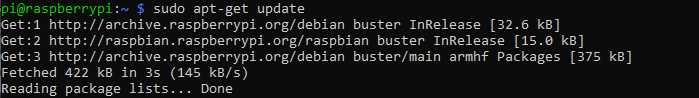 pi@raspberrypi:~ $ sudo apt-get update
Get:1 http://archive.raspberrypi.org/debian buster InRelease [32.6 kB]
Get:2 http://raspbian.raspberrypi.org/raspbian buster InRelease [15.0 kB]
Get:3 http://archive.raspberrypi.org/debian buster/main armhf Packages [375 kB]
Fetched 422 kB in 3s (145 kB/s)
Reading package lists... Done